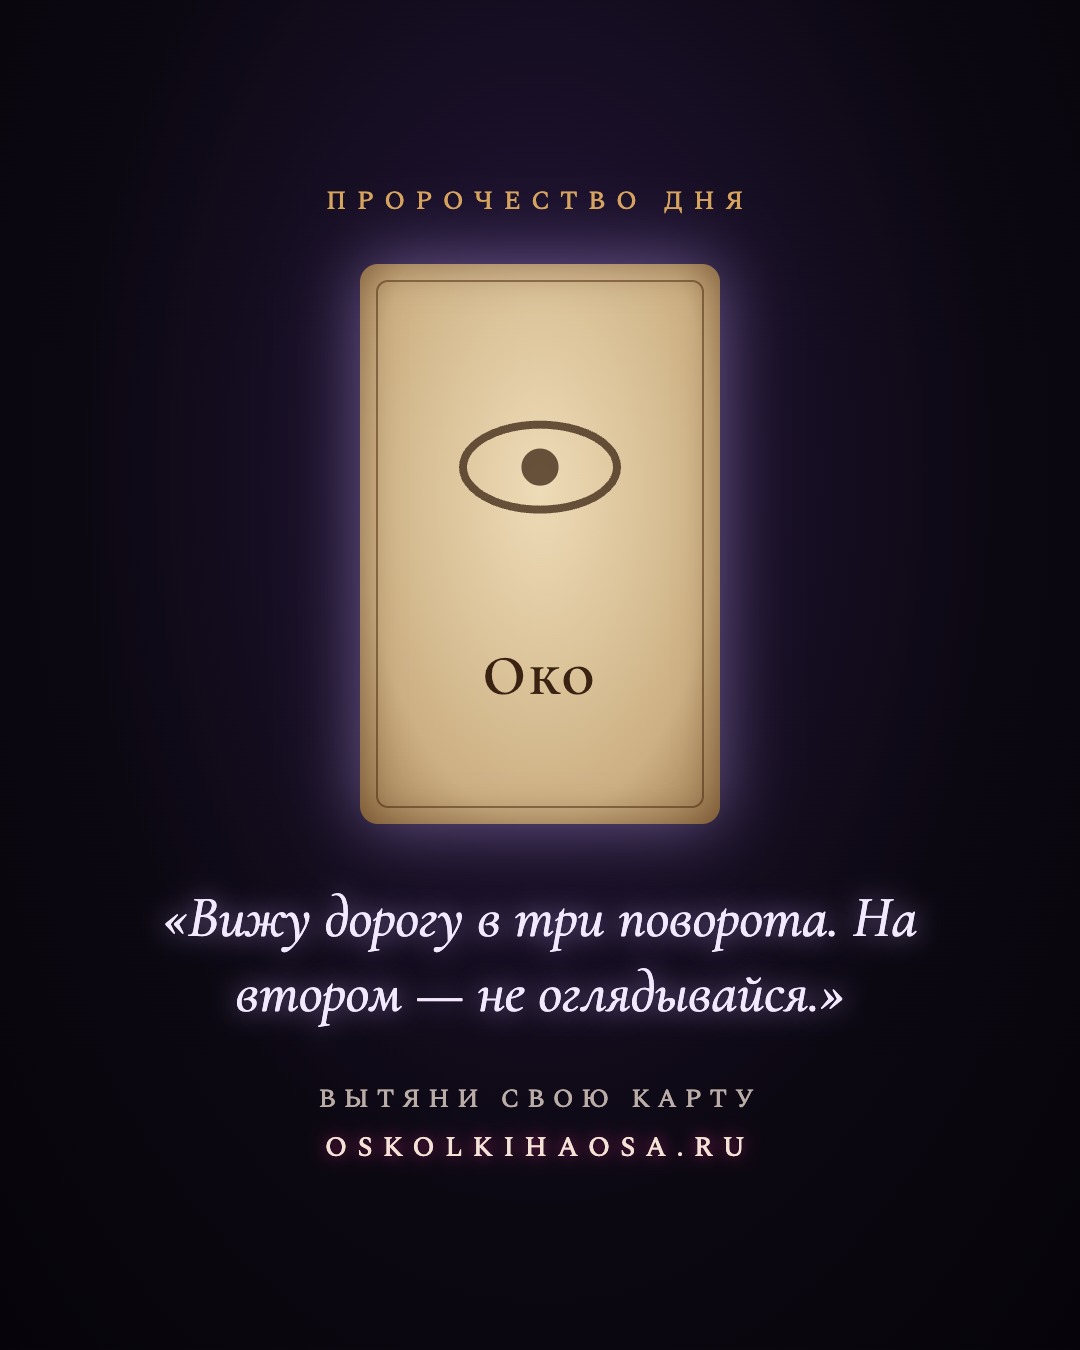 ПРОРОЧЕСТВО ДНЯ
Око
«Вижу дорогу в три поворота. На
втором — не оглядывайся.»
ВЫТЯНИ СВОЮ КАРТУ
OSKOLKIHAOSA.RU